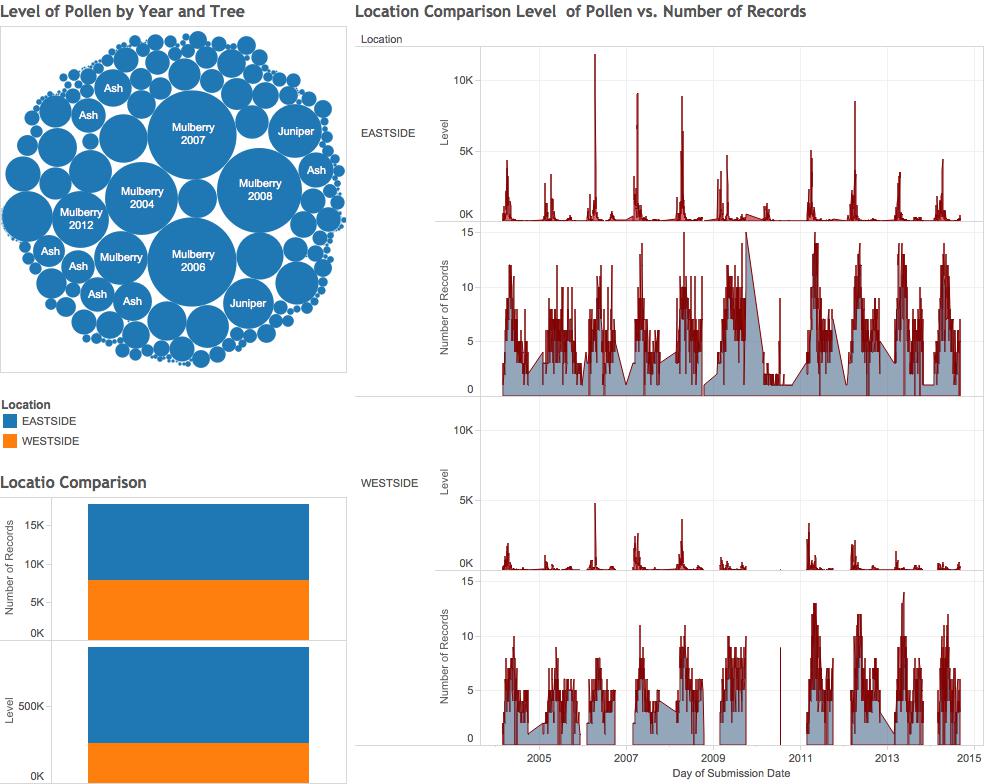 Level of Pollen by Year and Tree
Ash
Ash
Mulberry
2007
Juniper
Ash
Mulberry
2004
Mulberry
2008
Mulberry
2012
Ash
Ash
Mulberry
Mulberry
2006
Ash
Ash
Juniper
Location
EASTSIDE
WESTSIDE
Locatio Comparison
Number of Records
15K
10K
5K
0K
Level
500K
0K
Location Comparison Level  of Pollen vs. Number of Records
Location
EASTSIDE
Level
10K
5K
0K
Number of Records
15
10
5
0
WESTSIDE
Level
10K
5K
0K
Number of Records
15
10
5
0
2005
2007
2009
2011
2013
2015
Day of Submission Date